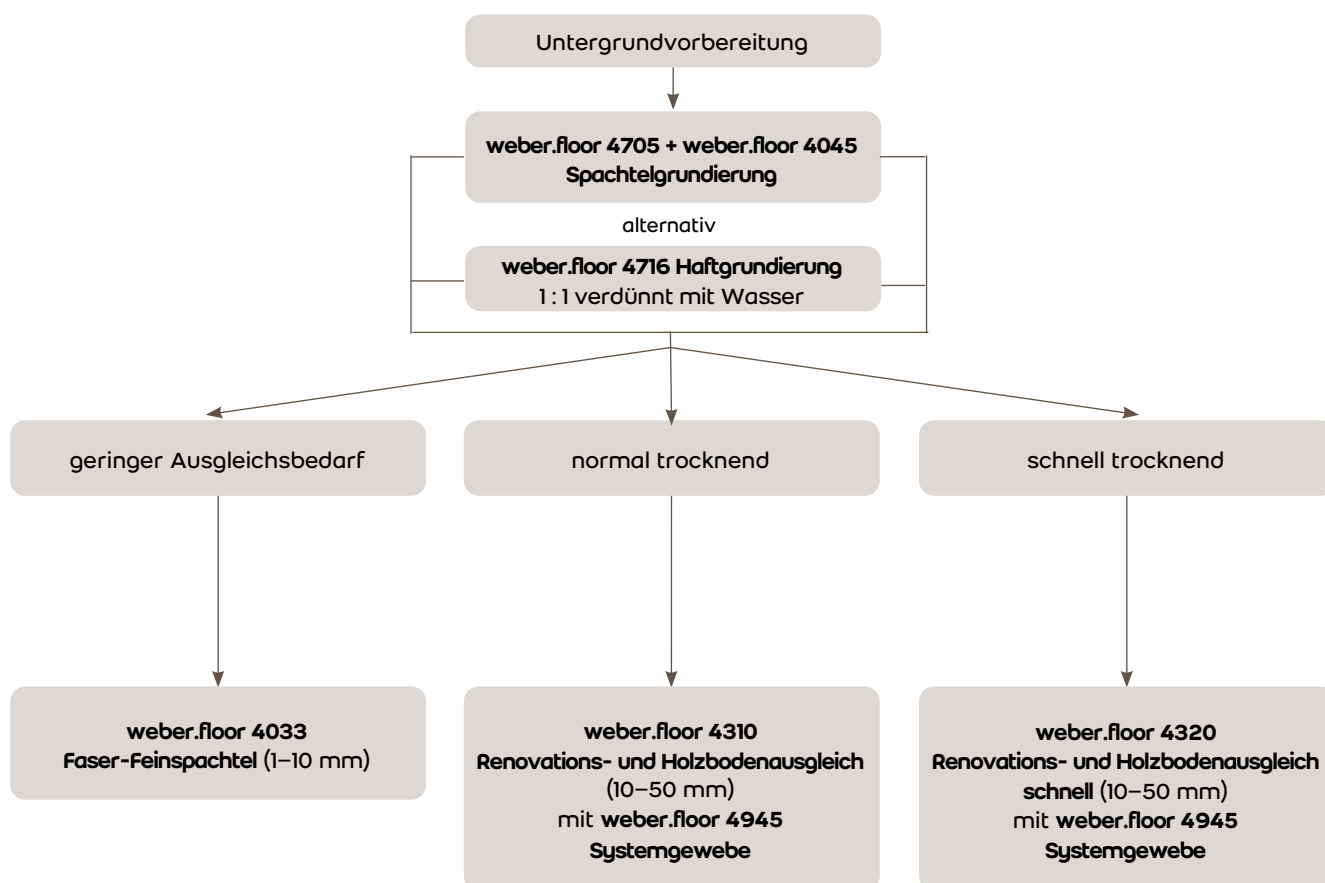 Untergrundvorbereitung
weber.floor 4705 + weber.floor 4045
Spachtelgrundierung
alternativ
weber.floor 4716 Haftgrundierung
1 : 1 verdünnt mit Wasser
geringer Ausgleichsbedarf
normal trocknend
schnell trocknend
weber.floor 4033
Faser-Feinspachtel (1–10 mm)
weber.floor 4310
Renovations- und Holzbodenausgleich
(10–50 mm)
mit weber.floor 4945
Systemgewebe
weber.floor 4320
Renovations- und Holzbodenausgleich
schnell (10–50 mm)
mit weber.floor 4945
Systemgewebe